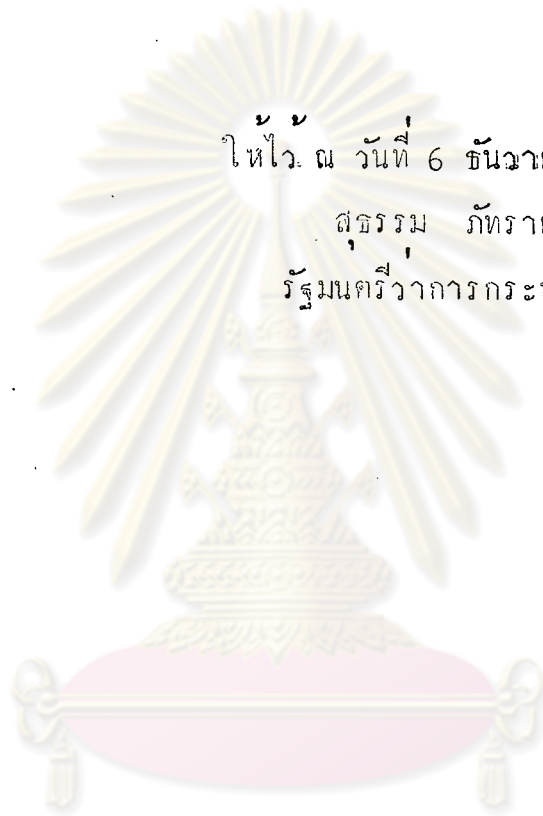 ให้ไว้ ณ วันที่ 6 ธันวา
สุธรรม ภัทรา
รัฐมนตรีว่าการกระ